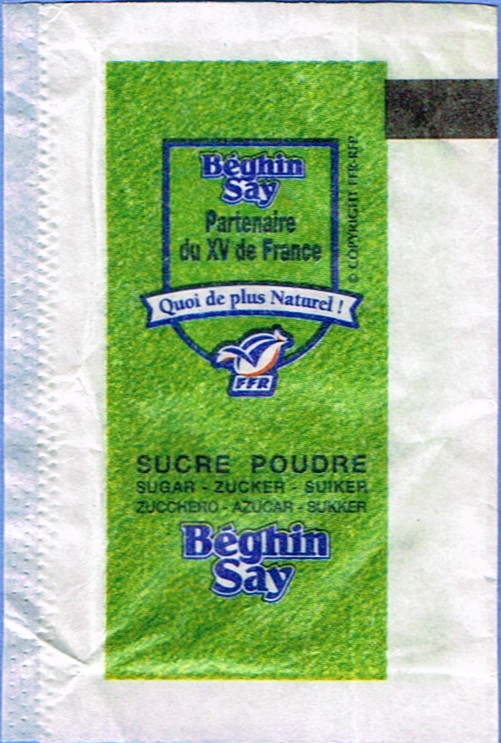 Béghin
Say
Partenaire
du XV de France
Quoi de plus Naturel !
FFR
© COPYRIGHT FFR-RFP
SUCRE POUDRE
SUGAR - ZUCKER - SUIKER
ZUCCHERO - AZUCAR - SUKKER
Béghin
Say